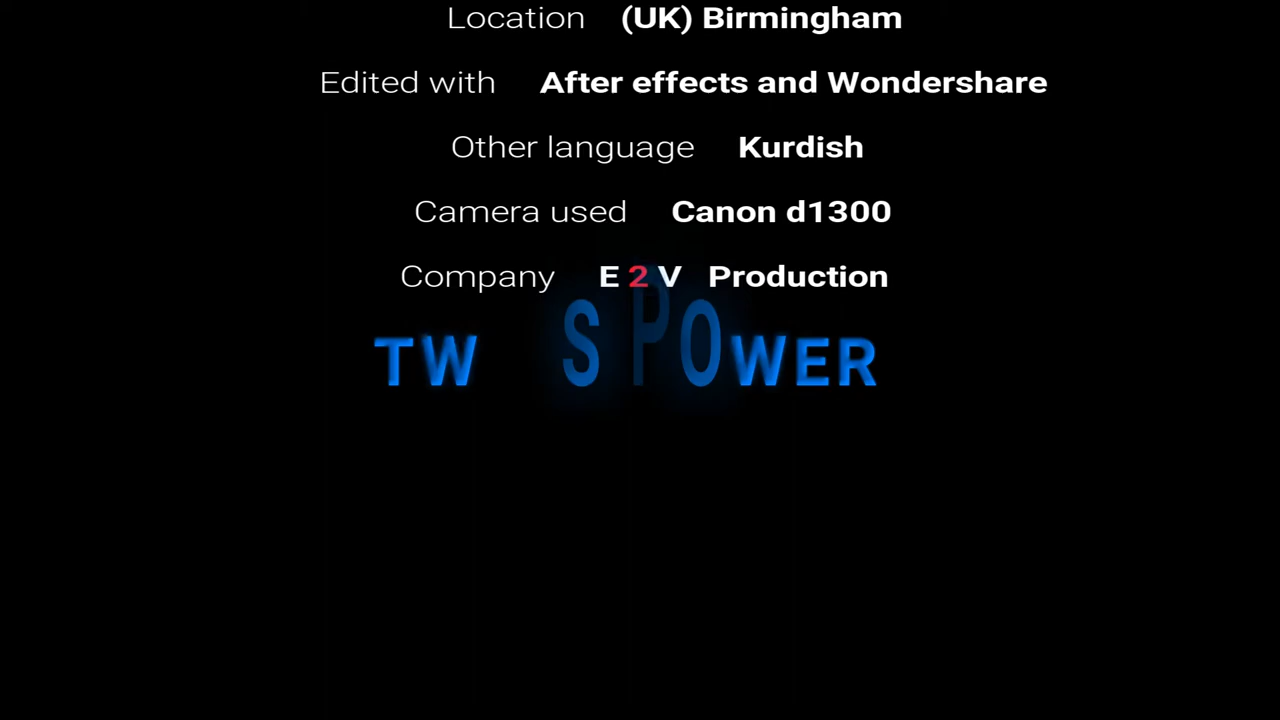 Location (UK) Birmingham
Edited with After effects and Wondershare
Other language Kurdish
Camera used Canon d1300
Company E 2 V Production
TW S POWER